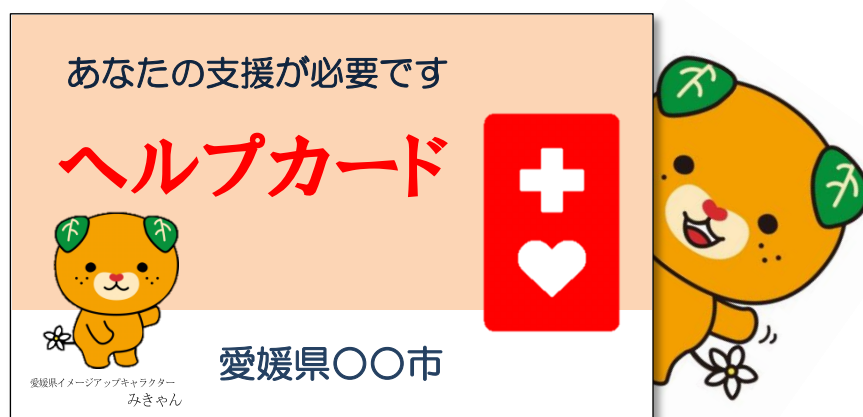 あなたの支援が必要です
ヘルプカード
愛媛県イメージアップキャラクター
みきゃん
愛媛県〇〇市